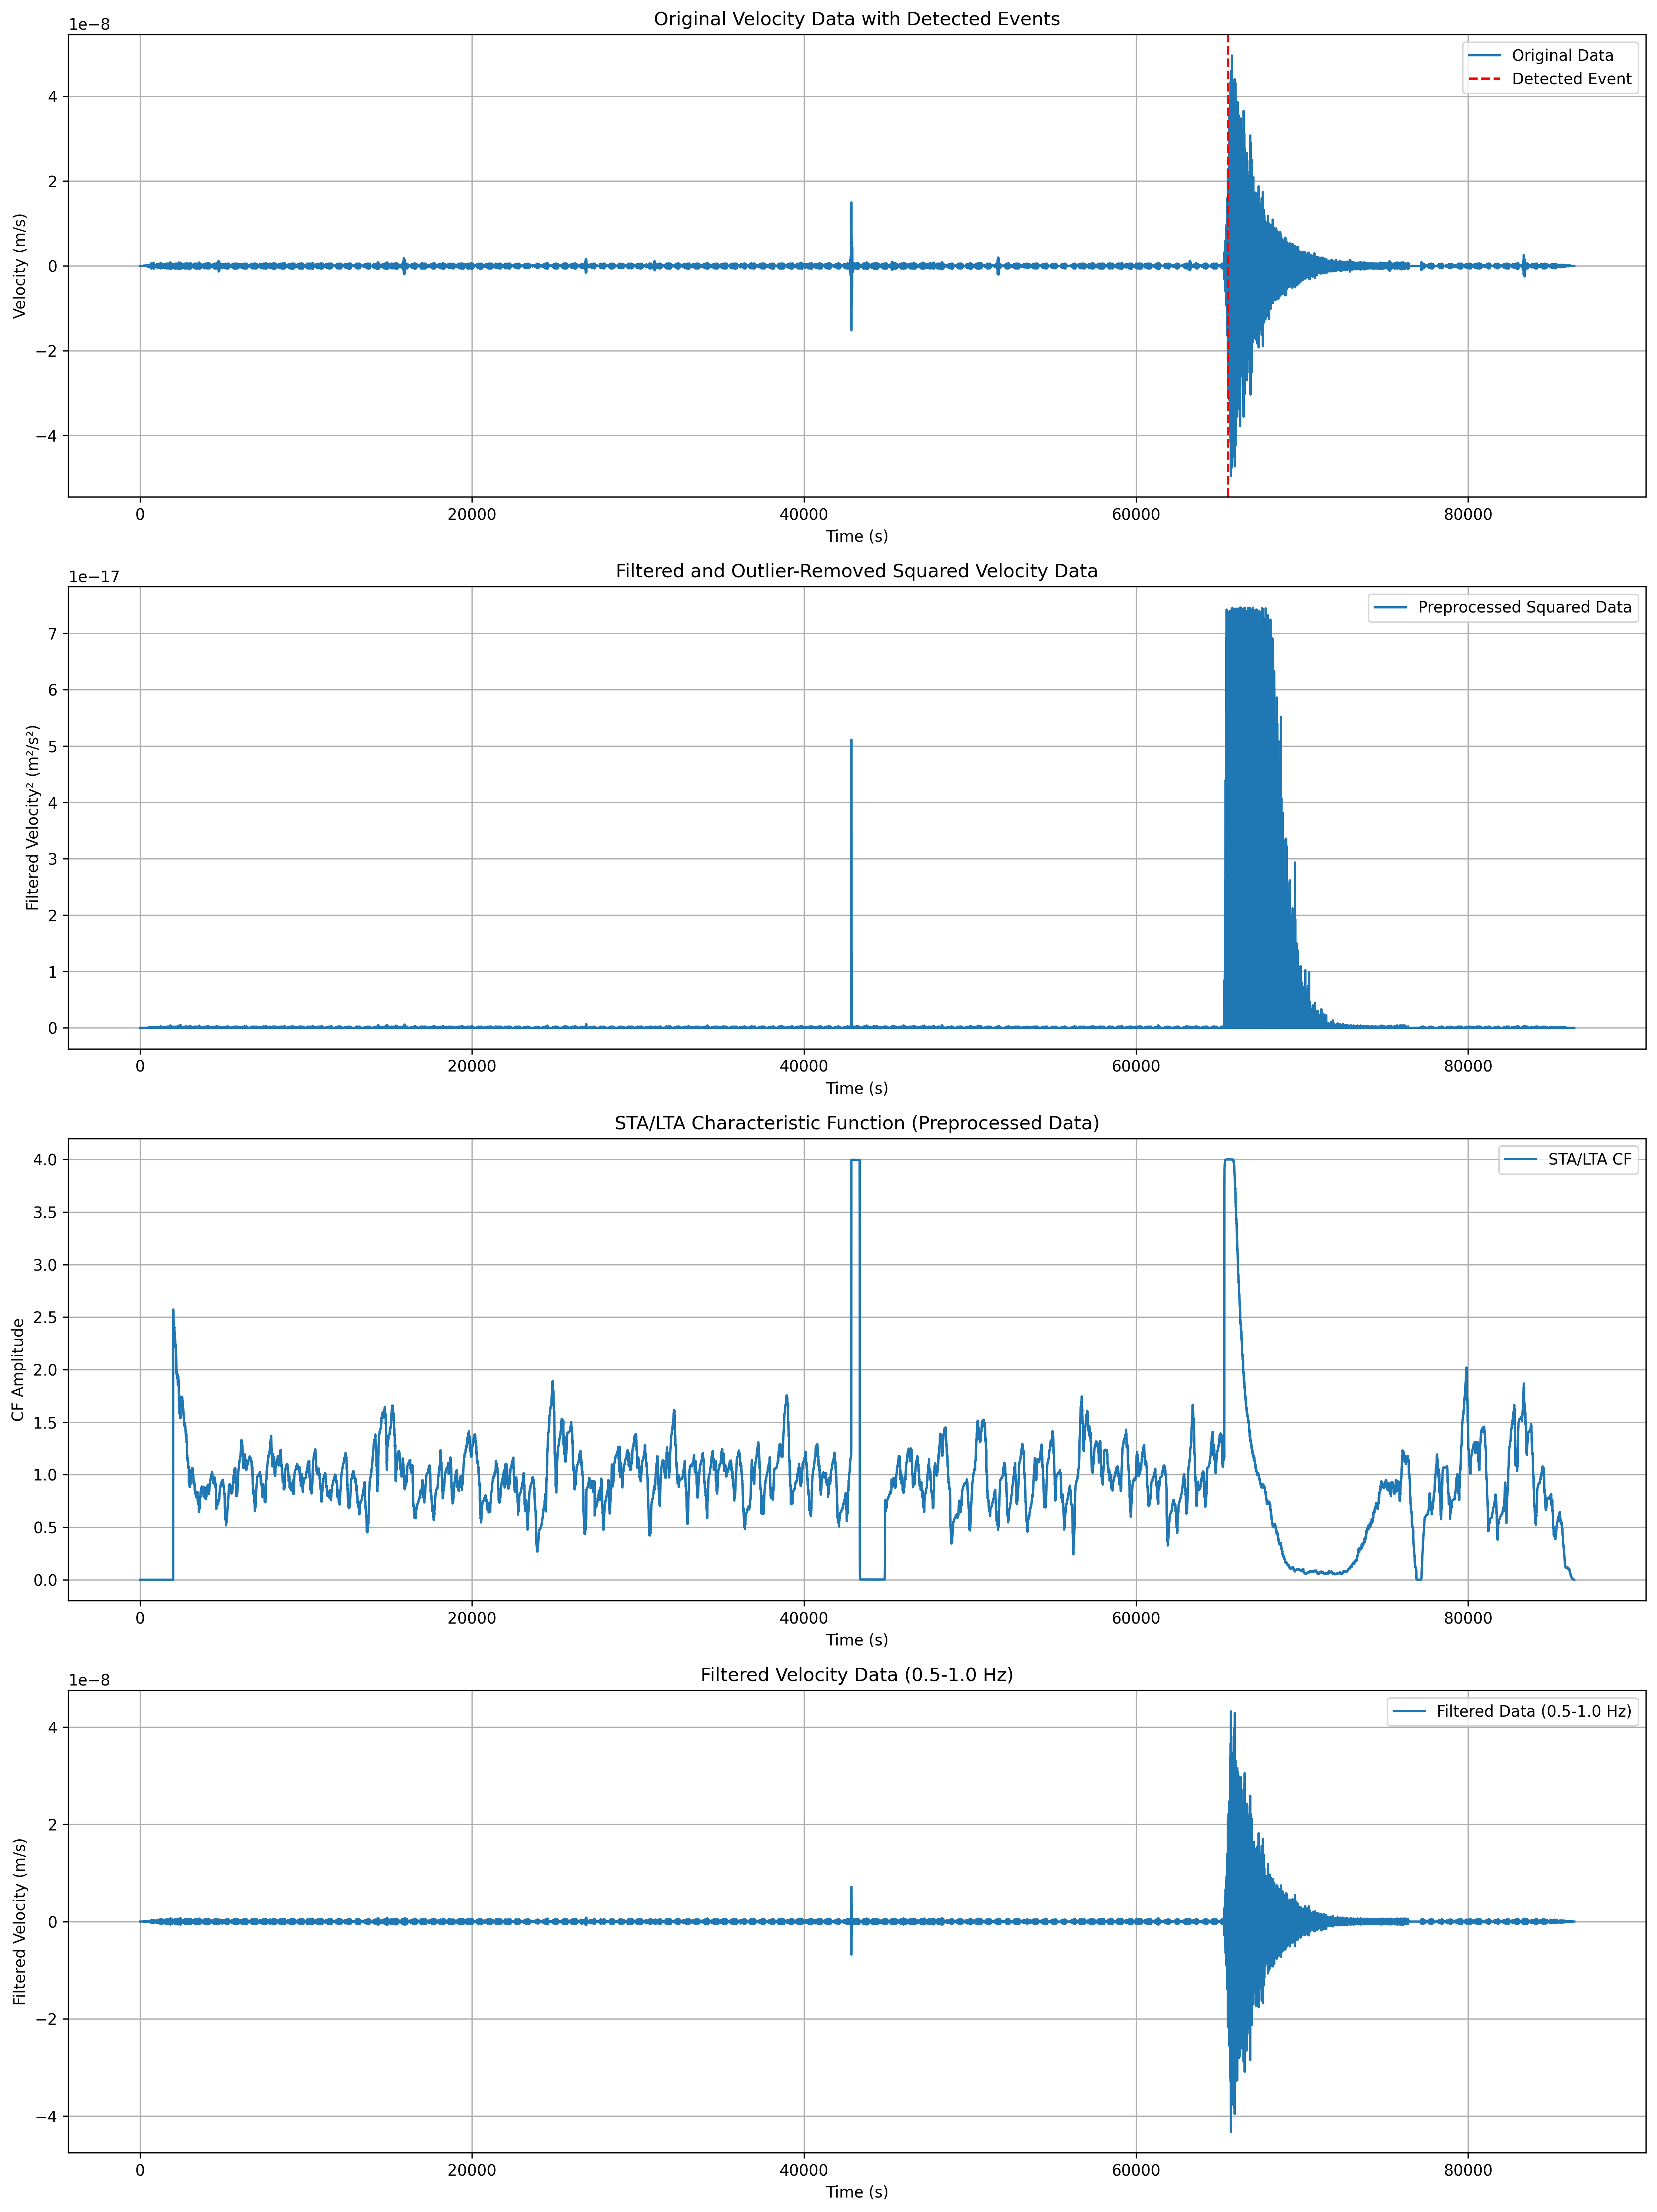 Original Velocity Data with Detected Events
1e−8
Velocity (m/s)
4
2
0
−2
−4
Original Data
Detected Event
0 20000 40000 60000 80000
Time (s)
Filtered and Outlier-Removed Squared Velocity Data
1e−17
Filtered Velocity² (m²/s²)
7
6
5
4
3
2
1
0
Preprocessed Squared Data
0 20000 40000 60000 80000
Time (s)
STA/LTA Characteristic Function (Preprocessed Data)
CF Amplitude
4.0
3.5
3.0
2.5
2.0
1.5
1.0
0.5
0.0
STA/LTA CF
0 20000 40000 60000 80000
Time (s)
Filtered Velocity Data (0.5-1.0 Hz)
1e−8
Filtered Velocity (m/s)
4
2
0
−2
−4
Filtered Data (0.5-1.0 Hz)
0 20000 40000 60000 80000
Time (s)